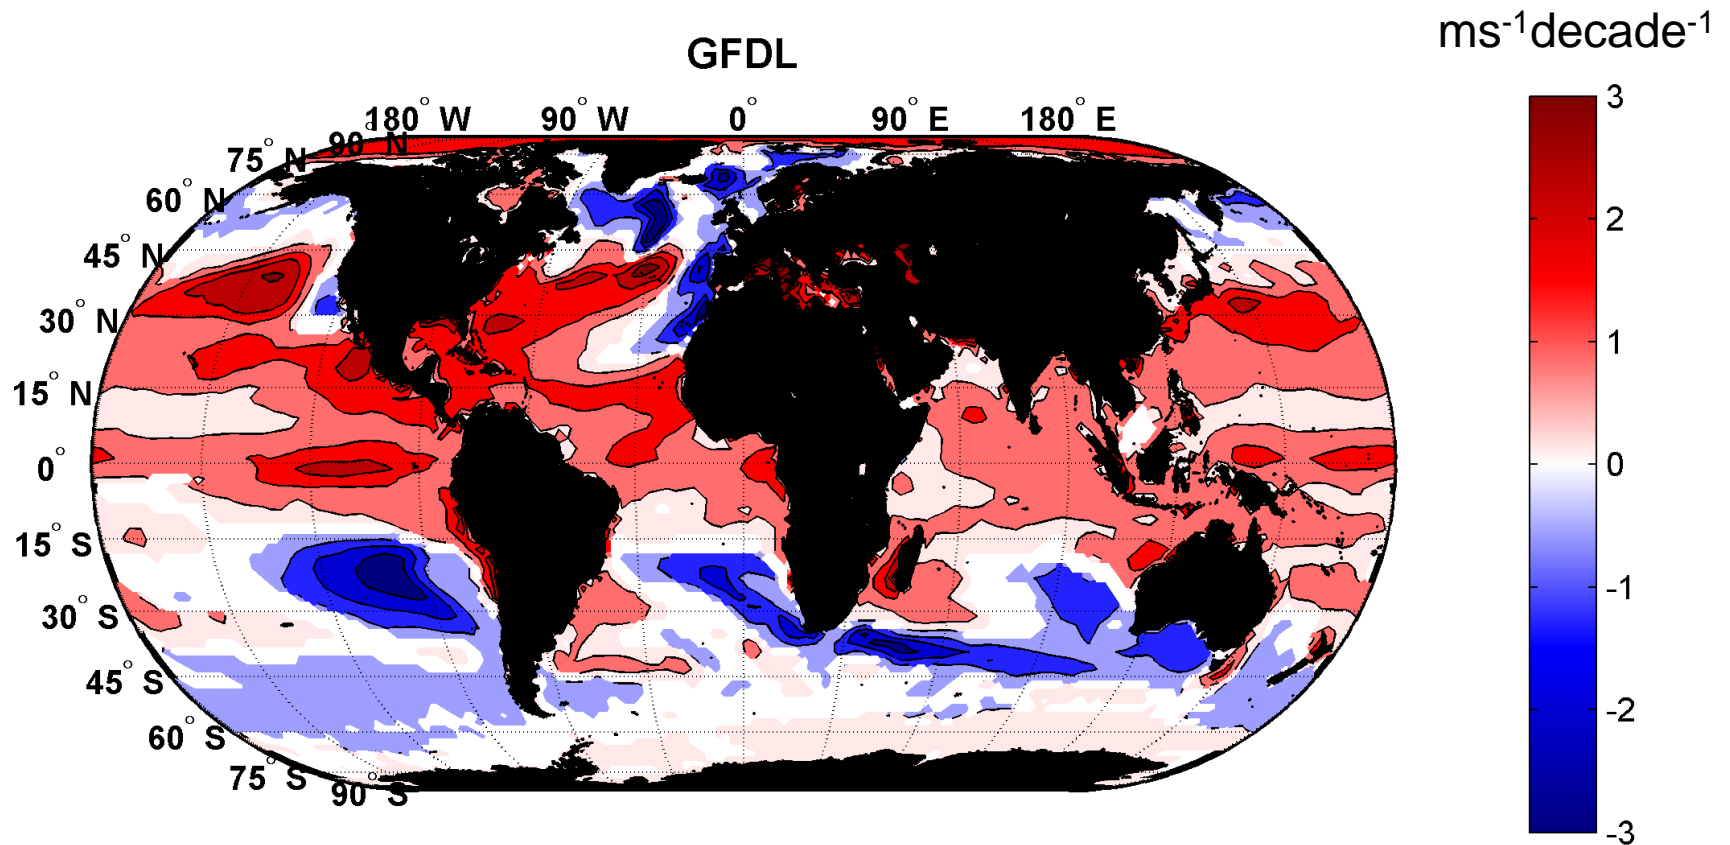 ms⁻¹decade⁻¹
GFDL
180° W 90° W 0° 90° E 180° E
90° N
75° N
60° N
45° N
30° N
15° N
0°
15° S
30° S
45° S
60° S
75° S
90° S
3
2
1
0
-1
-2
-3